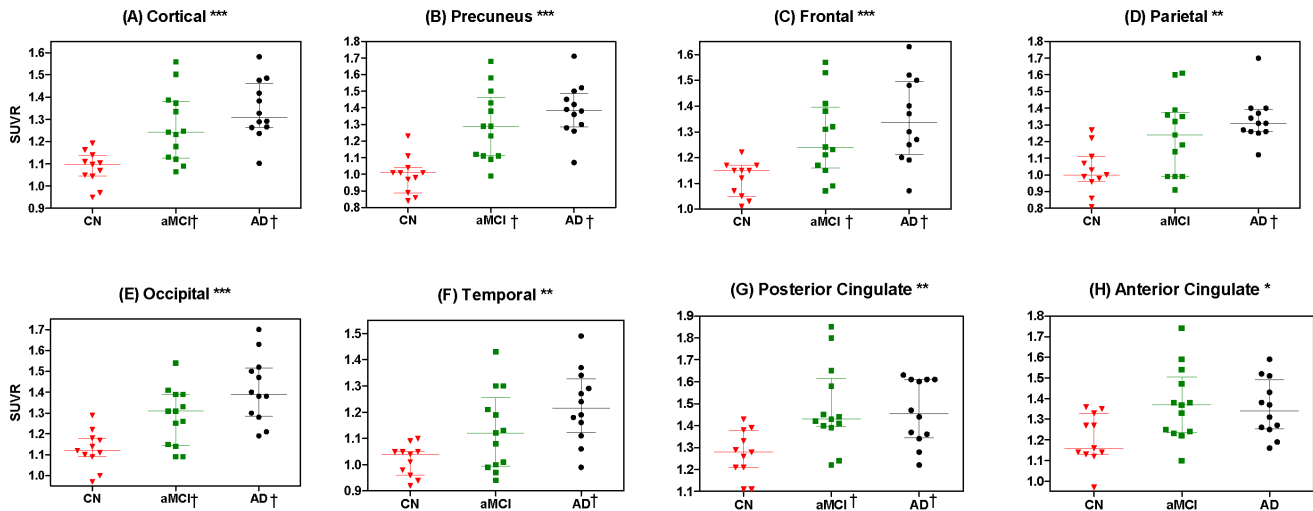 (A) Cortical ***
(B) Precuneus ***
(C) Frontal ***
(D) Parietal **
SUVR
1.6
1.5
1.4
1.3
1.2
1.1
1.0
0.9
CN
aMCI†
AD†
1.8
1.7
1.6
1.5
1.4
1.3
1.2
1.1
1.0
0.9
0.8
CN
aMCI†
AD†
1.6
1.5
1.4
1.3
1.2
1.1
1.0
CN
aMCI†
AD†
1.8
1.7
1.6
1.5
1.4
1.3
1.2
1.1
1.0
0.9
0.8
CN
aMCI†
AD†
(E) Occipital ***
(F) Temporal **
(G) Posterior Cingulate **
(H) Anterior Cingulate *
SUVR
1.7
1.6
1.5
1.4
1.3
1.2
1.1
1.0
CN
aMCI†
AD†
1.5
1.4
1.3
1.2
1.1
1.0
0.9
CN
aMCI
AD†
1.9
1.8
1.7
1.6
1.5
1.4
1.3
1.2
1.1
CN
aMCI†
AD†
1.8
1.7
1.6
1.5
1.4
1.3
1.2
1.1
1.0
CN
aMCI
AD